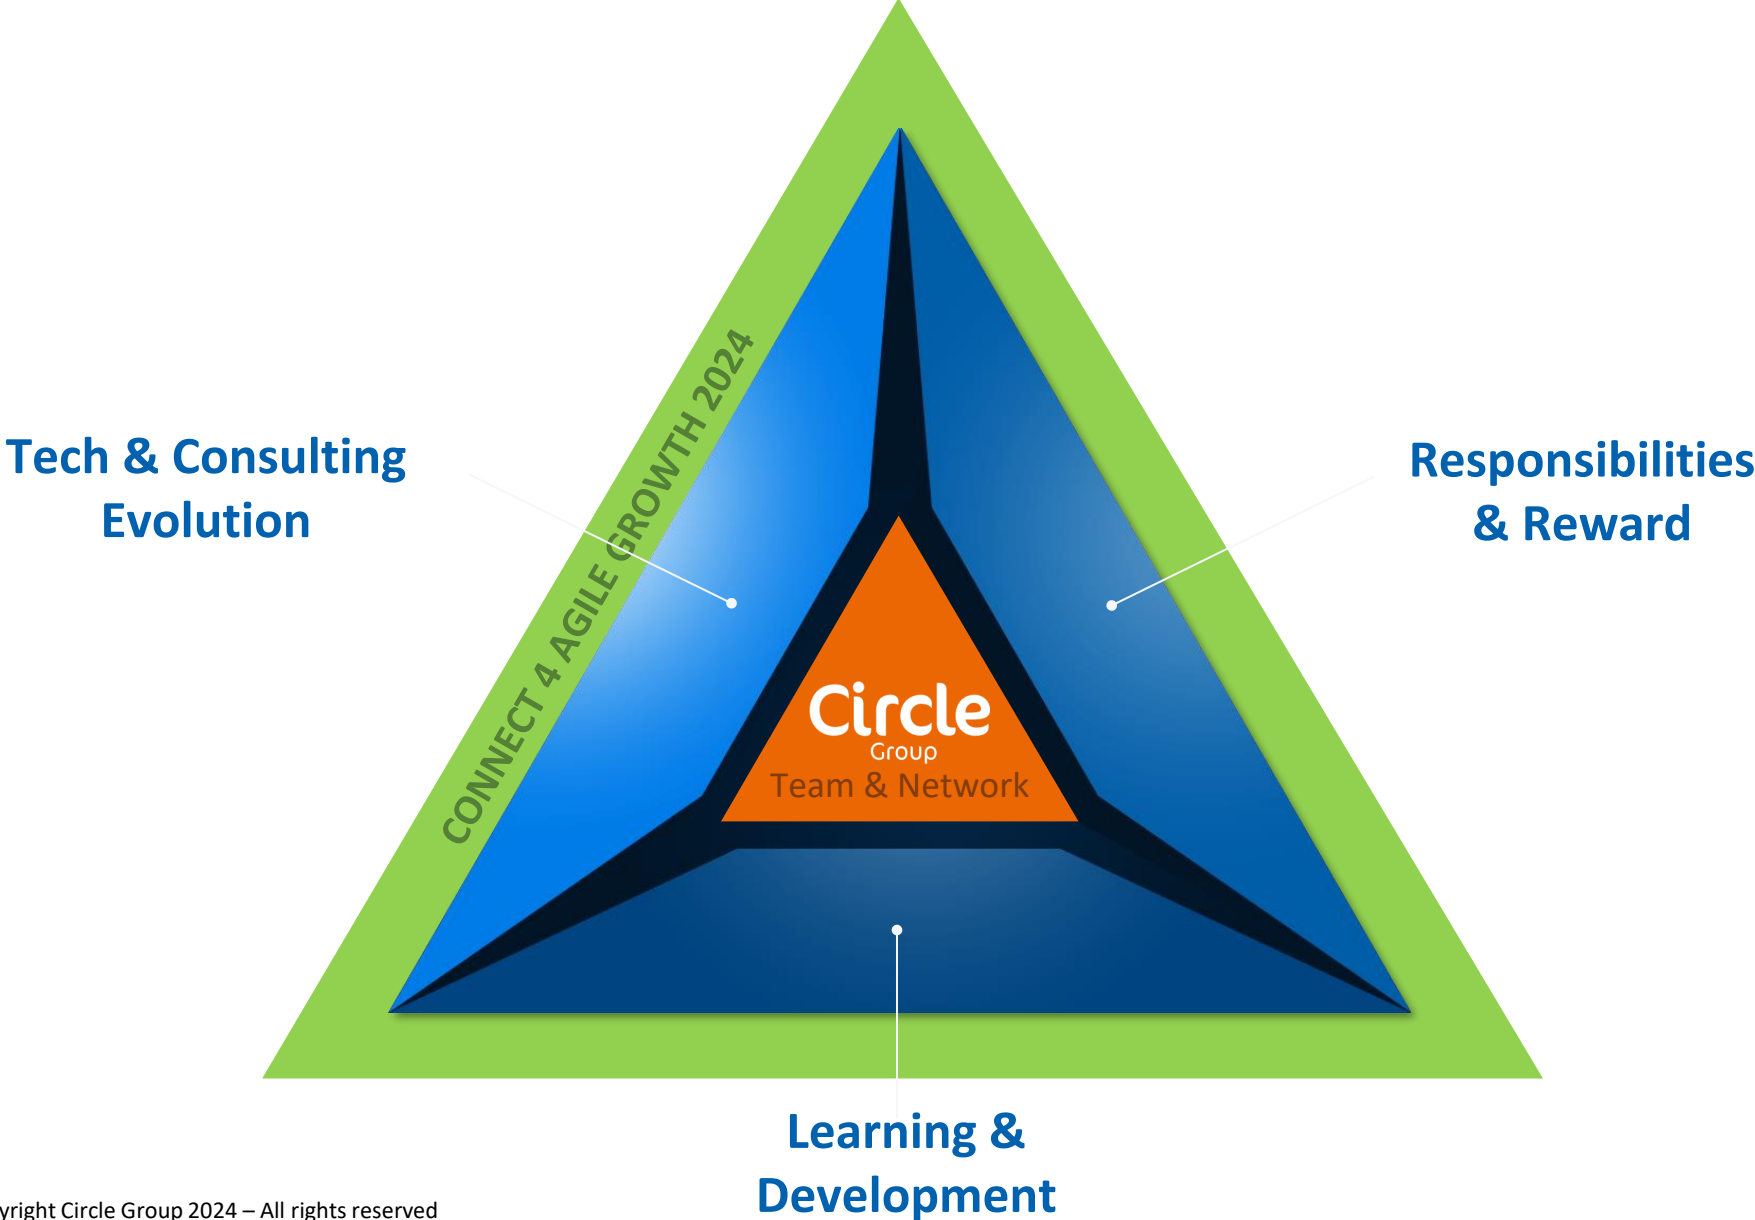 CONNECT 4 AGILE GROWTH 2024
Tech & Consulting
Evolution
Responsibilities
& Reward
Circle
Group
Team & Network
Learning &
Development
yright Circle Group 2024 – All rights reserved